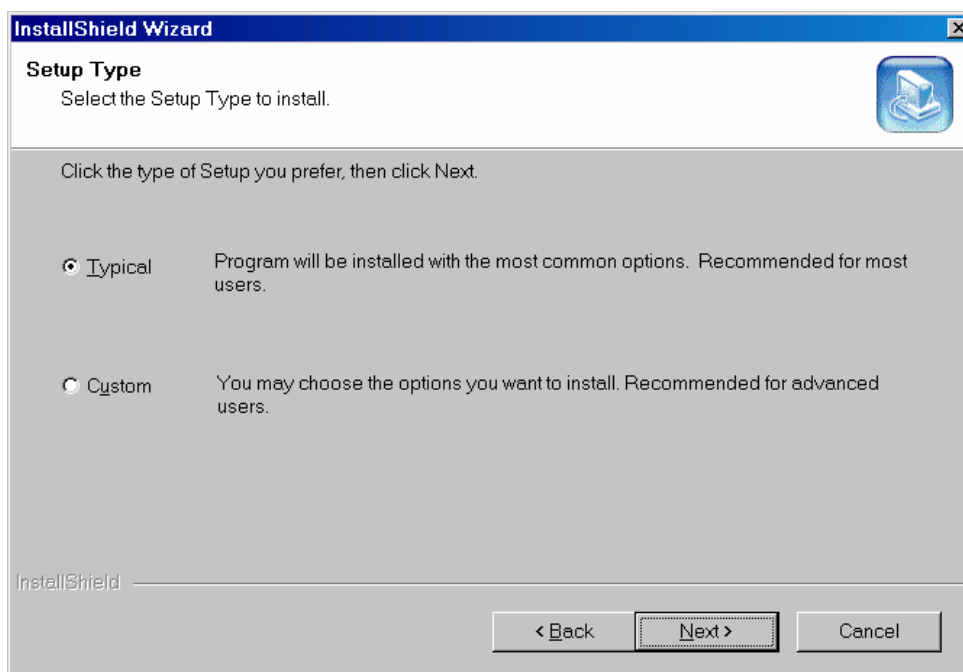 InstallShield Wizard
Setup Type
Select the Setup Type to install.
Click the type of Setup you prefer, then click Next.
Typical
Program will be installed with the most common options.  Recommended for most
users.
Custom
You may choose the options you want to install. Recommended for advanced
users.
InstallShield
< Back
Next >
Cancel